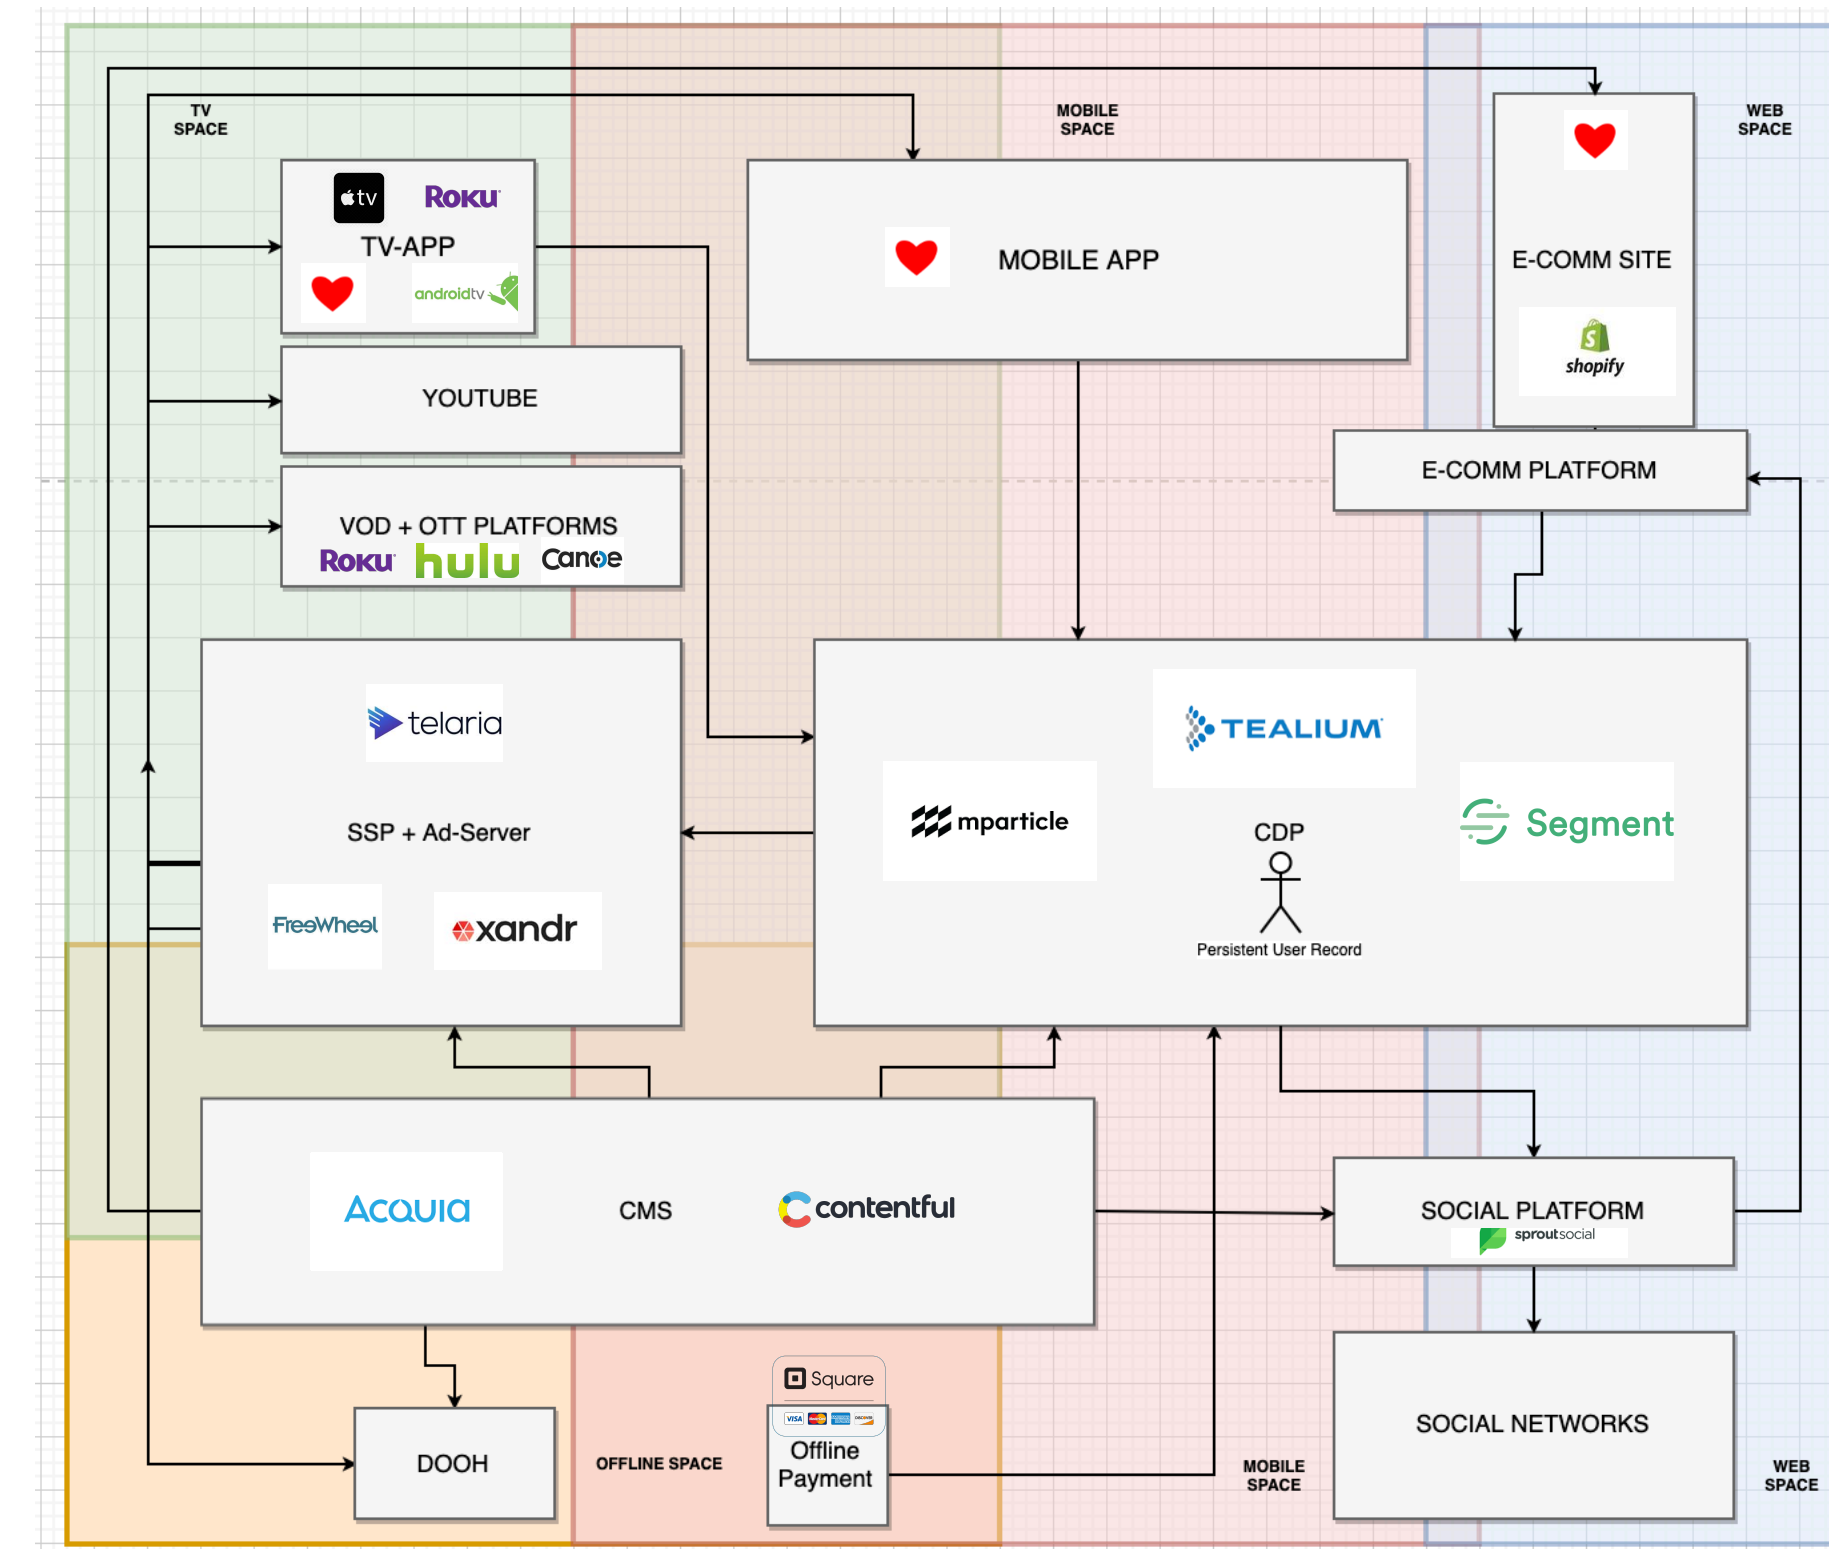 TV
SPACE
MOBILE
SPACE
WEB
SPACE
tv
Roku
TV-APP
androidtv
MOBILE APP
E-COMM SITE
shopify
YOUTUBE
E-COMM PLATFORM
VOD + OTT PLATFORMS
Roku
hulu
Canoe
telaria
SSP + Ad-Server
FreeWheel
xandr
TEALIUM
mparticle
CDP
Segment
Persistent User Record
Acquia
CMS
contentful
SOCIAL PLATFORM
sproutsocial
Square
VISA
DISCOVER
Offline
Payment
DOOH
OFFLINE SPACE
SOCIAL NETWORKS
MOBILE
SPACE
WEB
SPACE